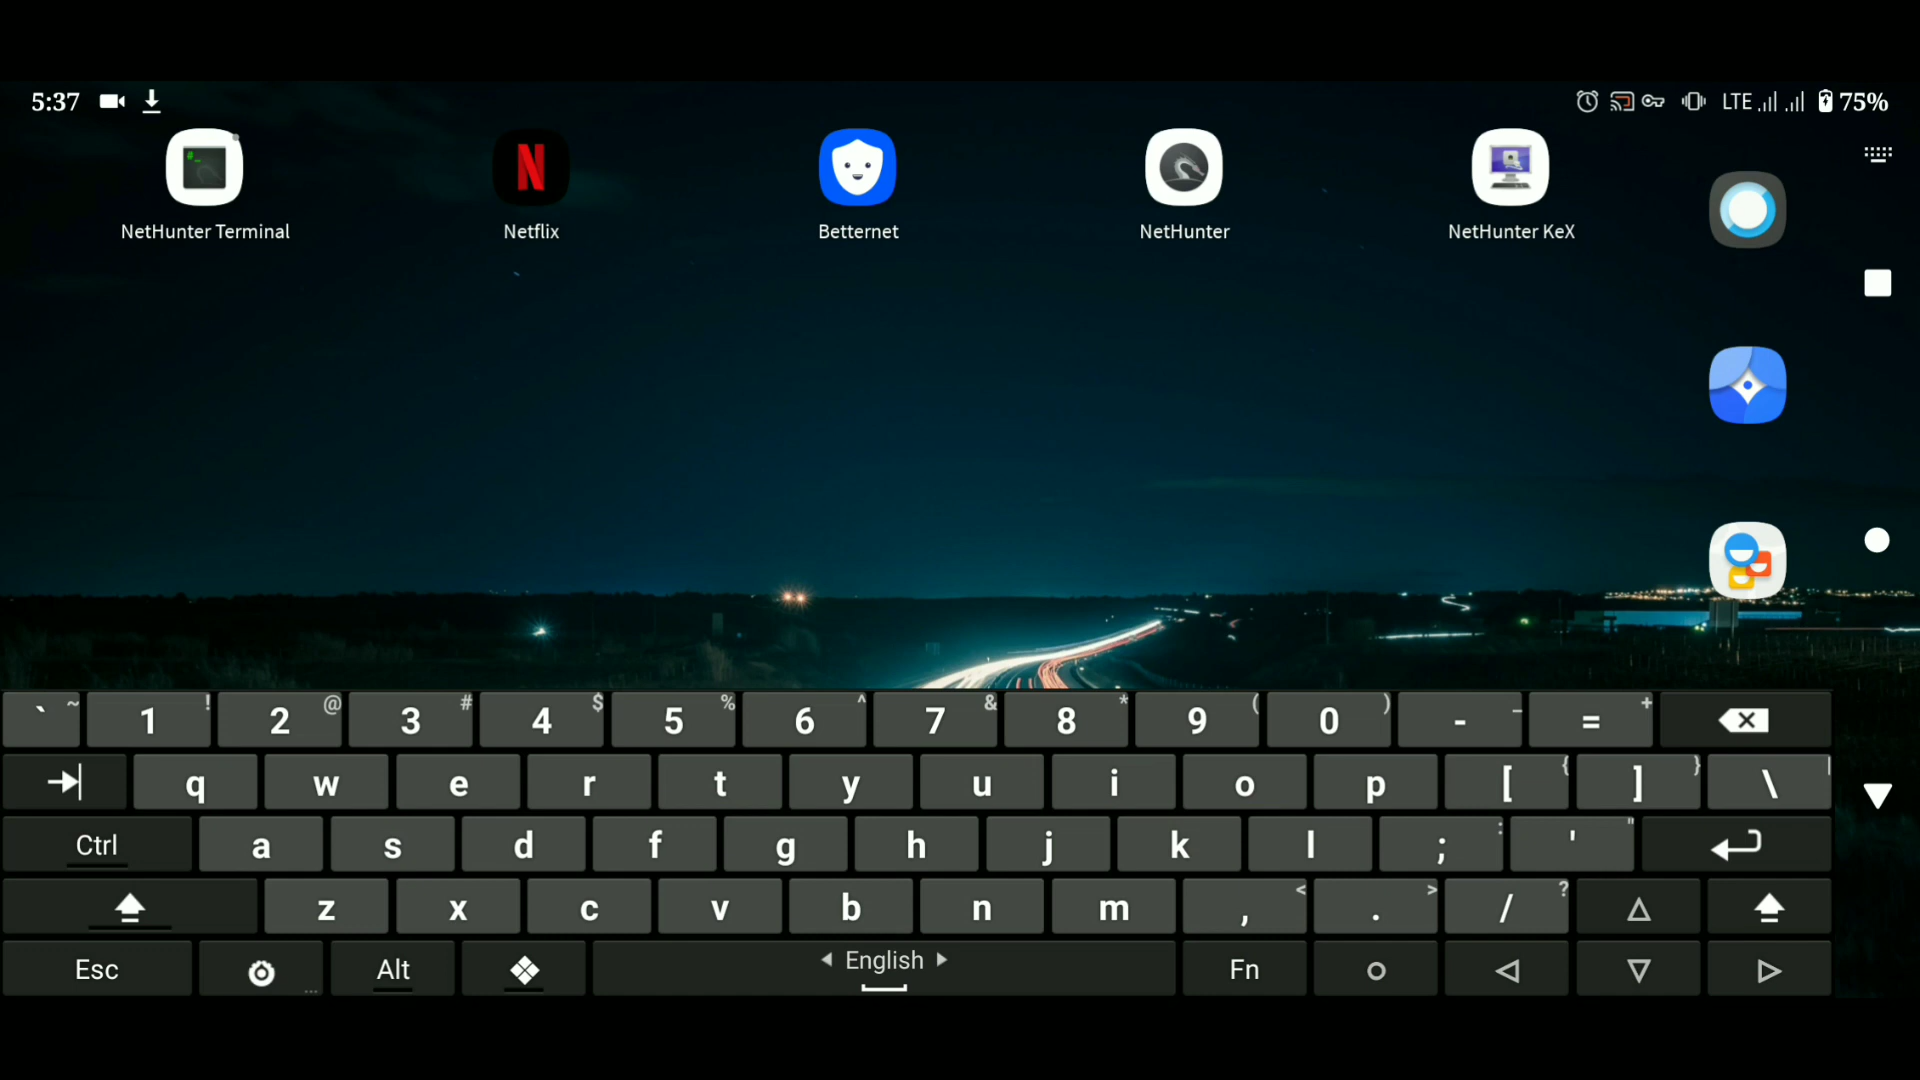 5:37 LTE 75%
NetHunter Terminal Netflix Betternet NetHunter NetHunter KeX
` ~ 1 ! 2 @ 3 # 4 $ 5 % 6 ^ 7 & 8 * 9 ( 0 ) - _ = +
q w e r t y u i o p [ { ] } \ |
Ctrl a s d f g h j k l ; : ' "
z x c v b n m , < . > / ?
Esc ... Alt English Fn